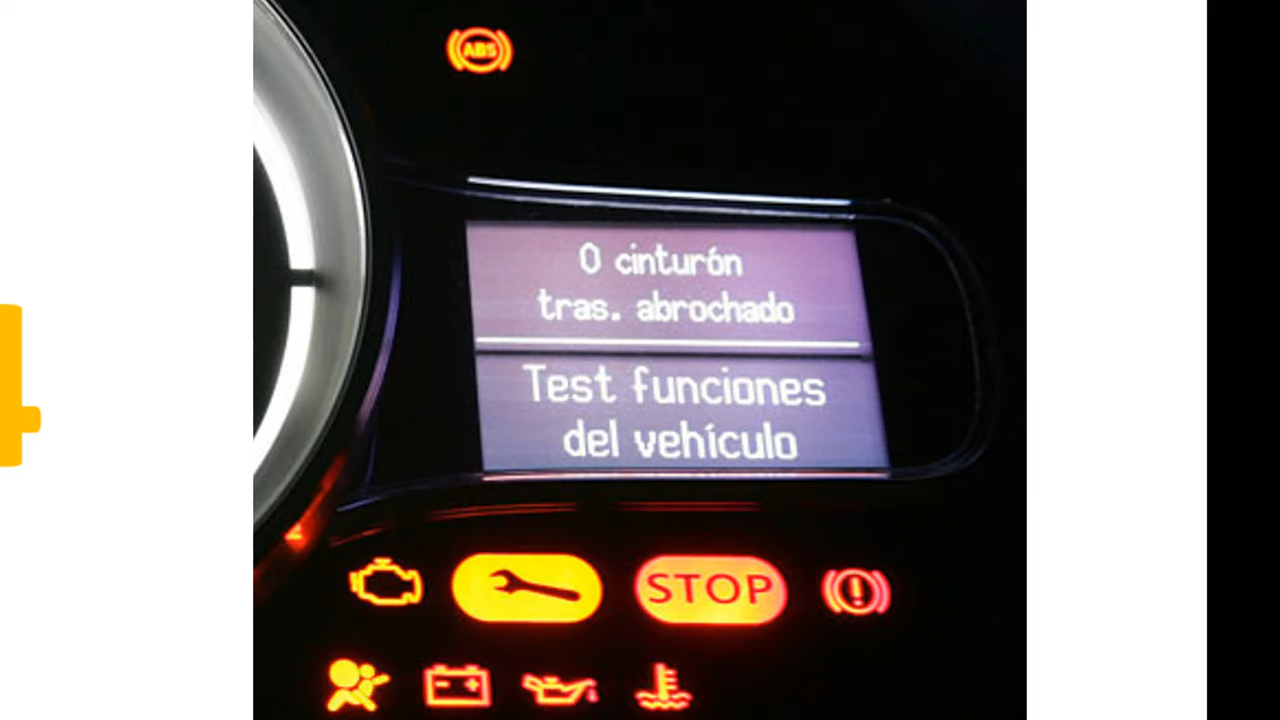 ABS
0 cinturón
tras. abrochado
Test funciones
del vehículo
STOP